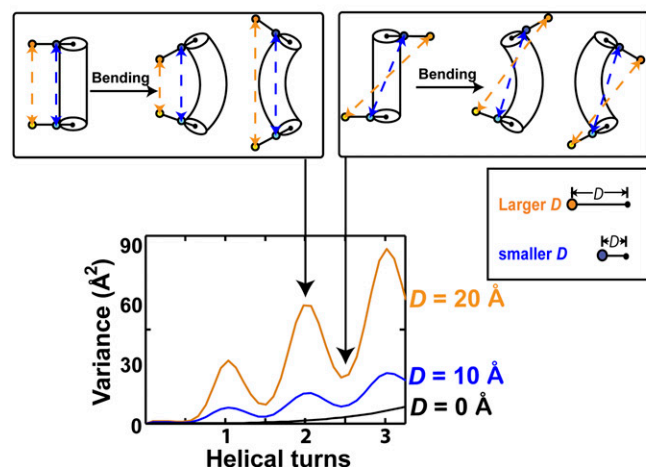 Bending
Bending
D
Larger D
D
smaller D
90
60
30
0
Variance (Å²)
D = 20 Å
D = 10 Å
D = 0 Å
1
2
3
Helical turns